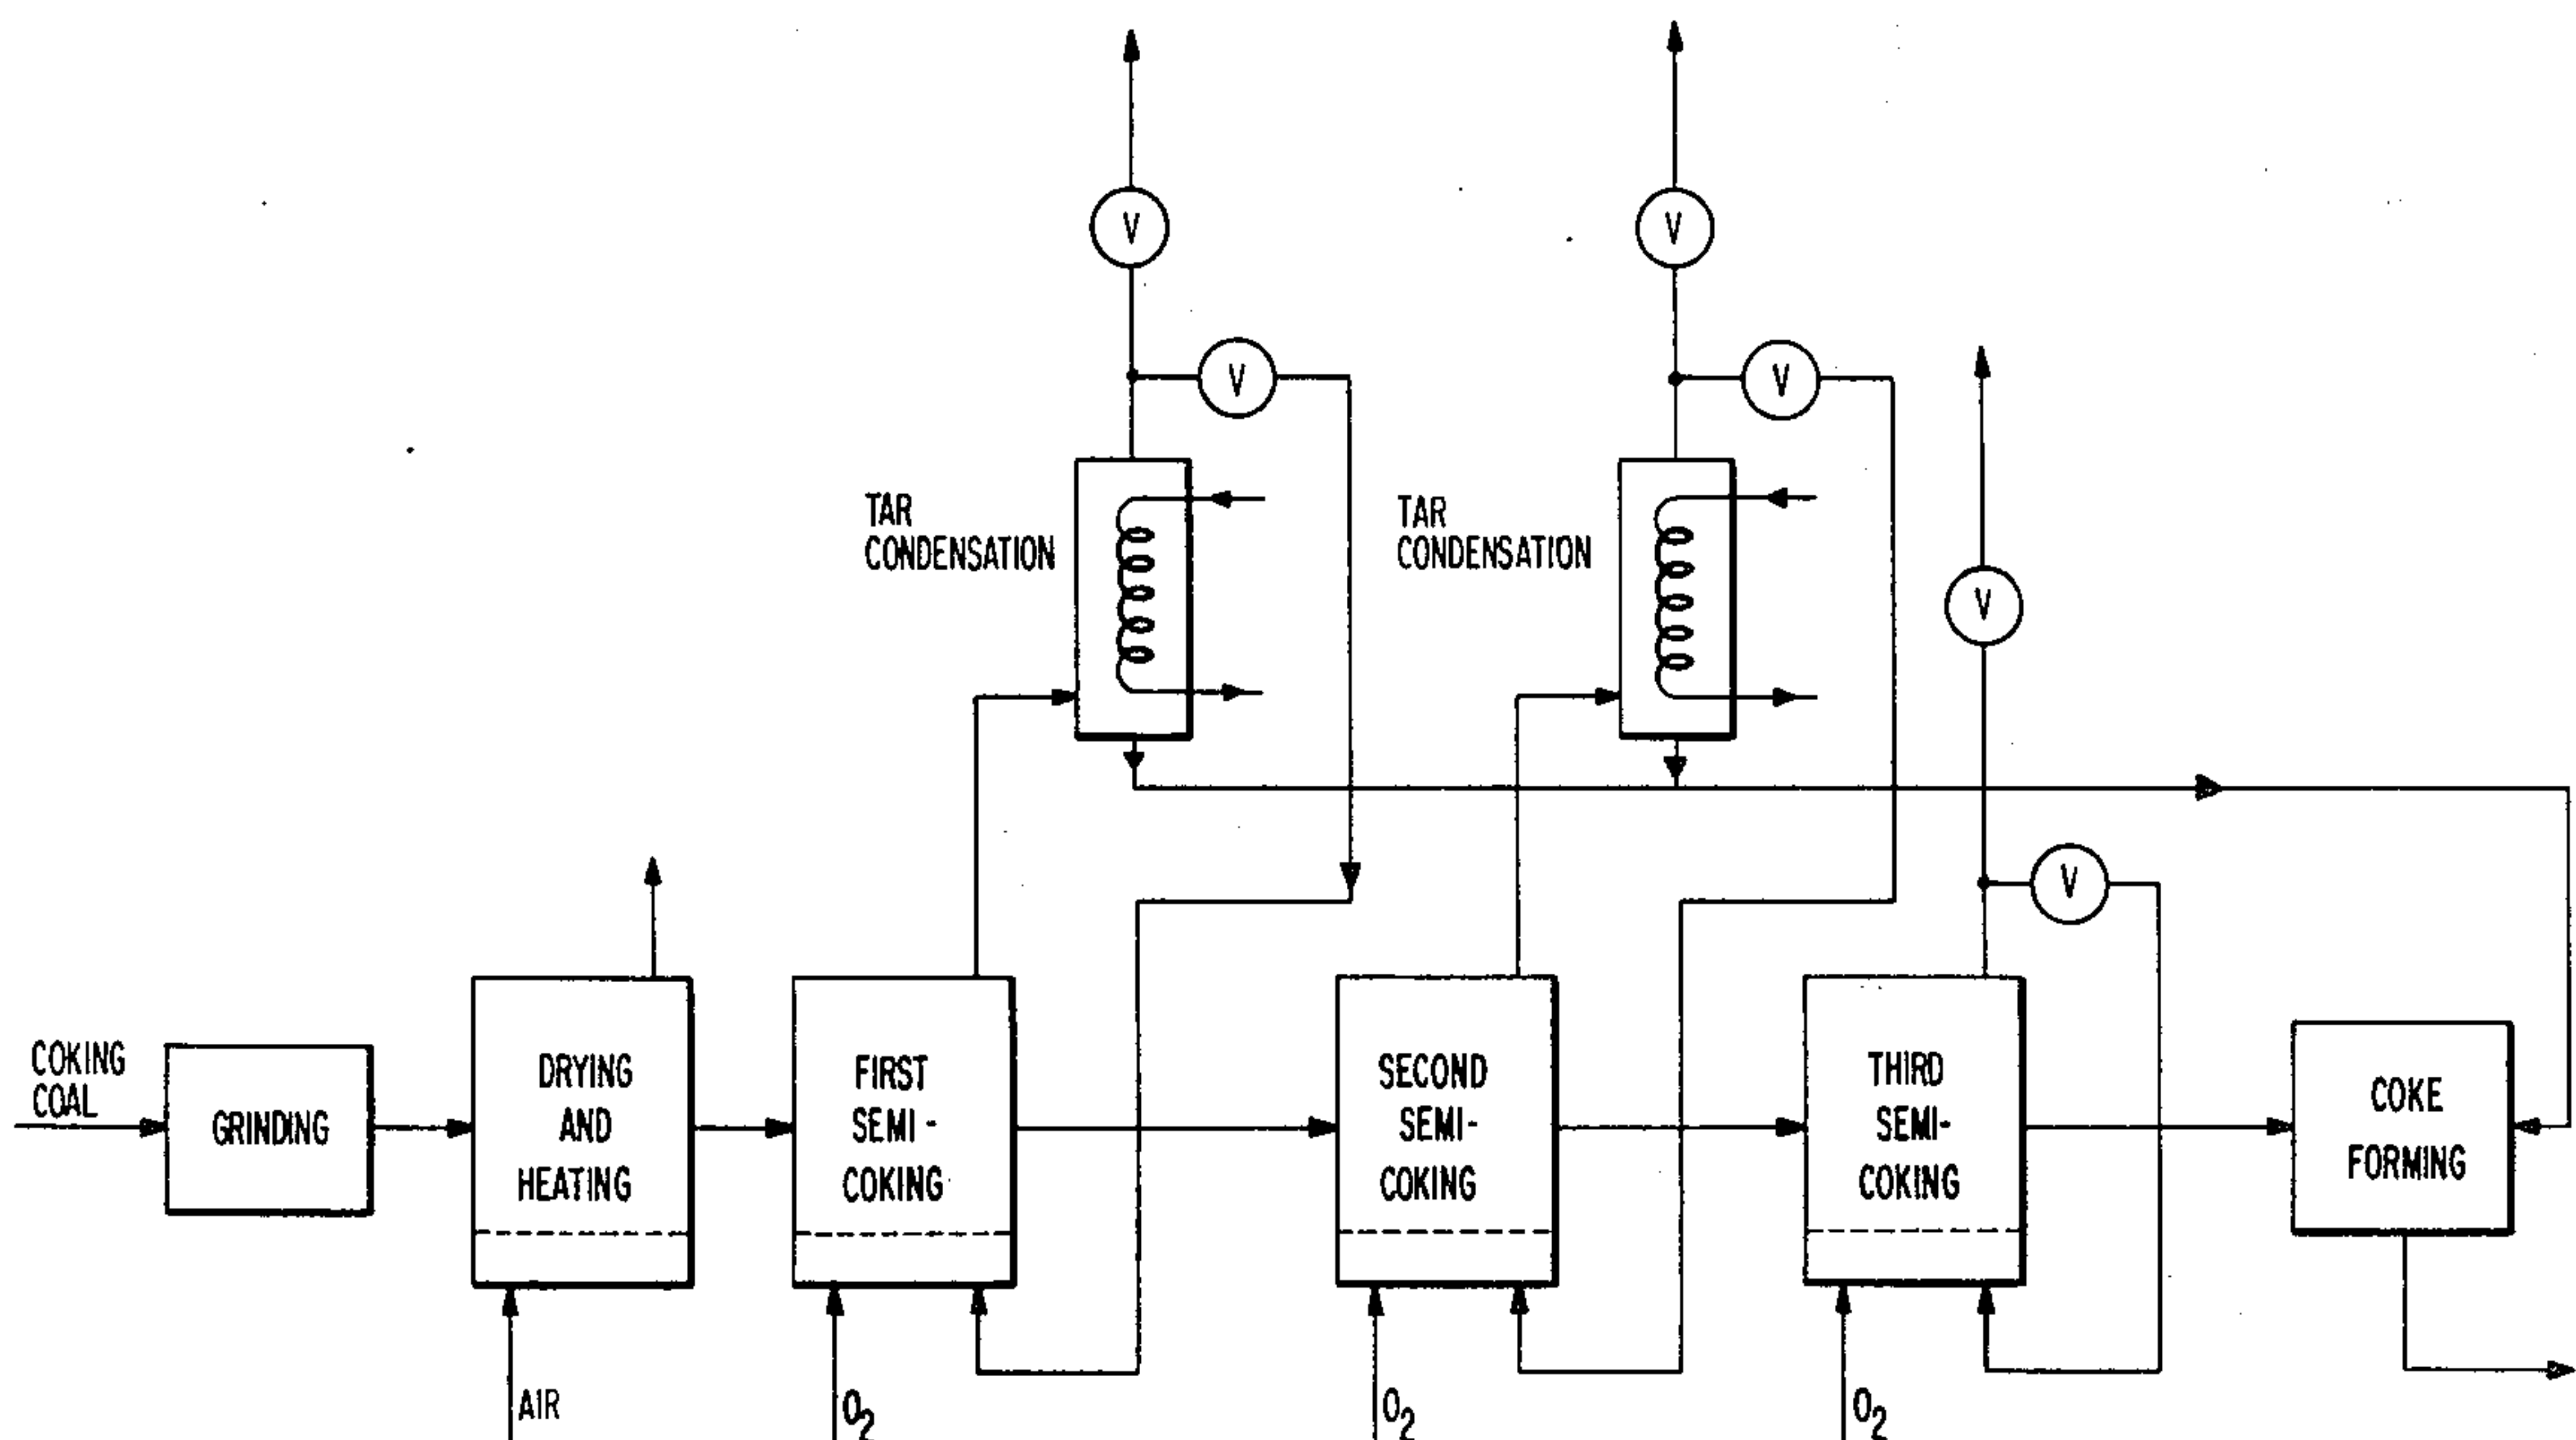 V
V
V
V
TAR
CONDENSATION
TAR
CONDENSATION
V
V
COKING
COAL
GRINDING
DRYING
AND
HEATING
FIRST
SEMI-
COKING
SECOND
SEMI-
COKING
THIRD
SEMI-
COKING
COKE
FORMING
AIR
O2
O2
O2